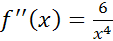 f''(x) = 6/x⁴